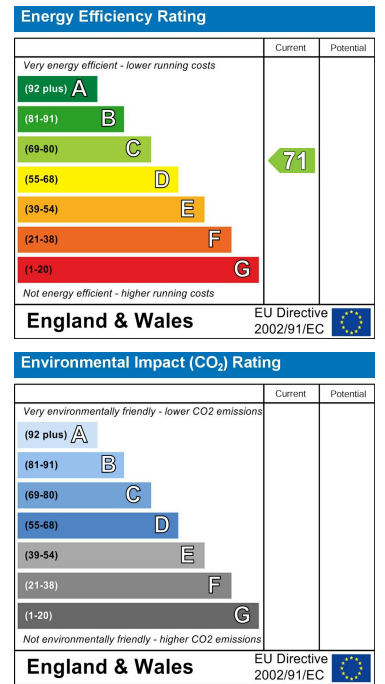 Energy Efficiency Rating
Current Potential
Very energy efficient - lower running costs
(92 plus) A
(81-91) B
(69-80) C
71
(55-68) D
(39-54) E
(21-38) F
(1-20) G
Not energy efficient - higher running costs
England & Wales
EU Directive
2002/91/EC
Environmental Impact (CO₂) Rating
Current Potential
Very environmentally friendly - lower CO2 emissions
(92 plus) A
(81-91) B
(69-80) C
(55-68) D
(39-54) E
(21-38) F
(1-20) G
Not environmentally friendly - higher CO2 emissions
England & Wales
EU Directive
2002/91/EC